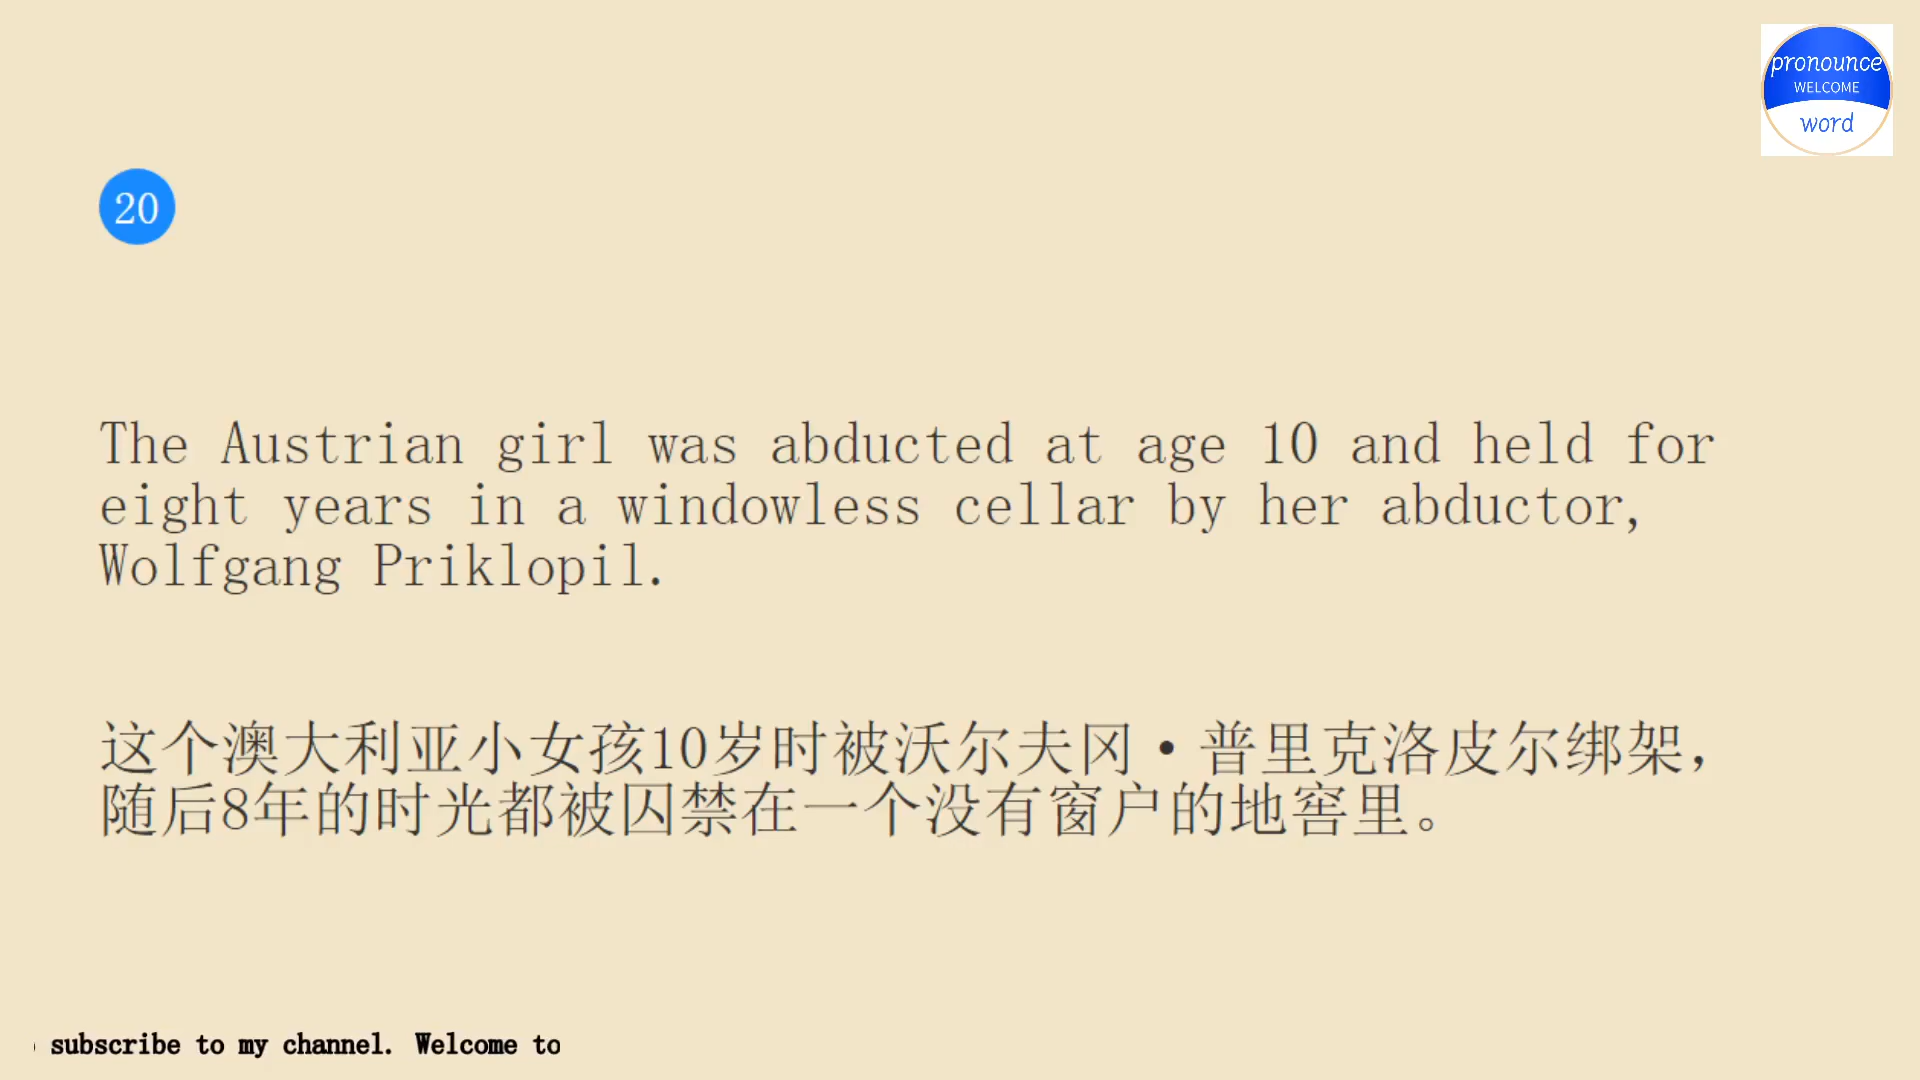 pronounce
WELCOME
word
20
The Austrian girl was abducted at age 10 and held for
eight years in a windowless cellar by her abductor,
Wolfgang Priklopil.
这个澳大利亚小女孩10岁时被沃尔夫冈·普里克洛皮尔绑架，
随后8年的时光都被囚禁在一个没有窗户的地窖里。
subscribe to my channel. Welcome to